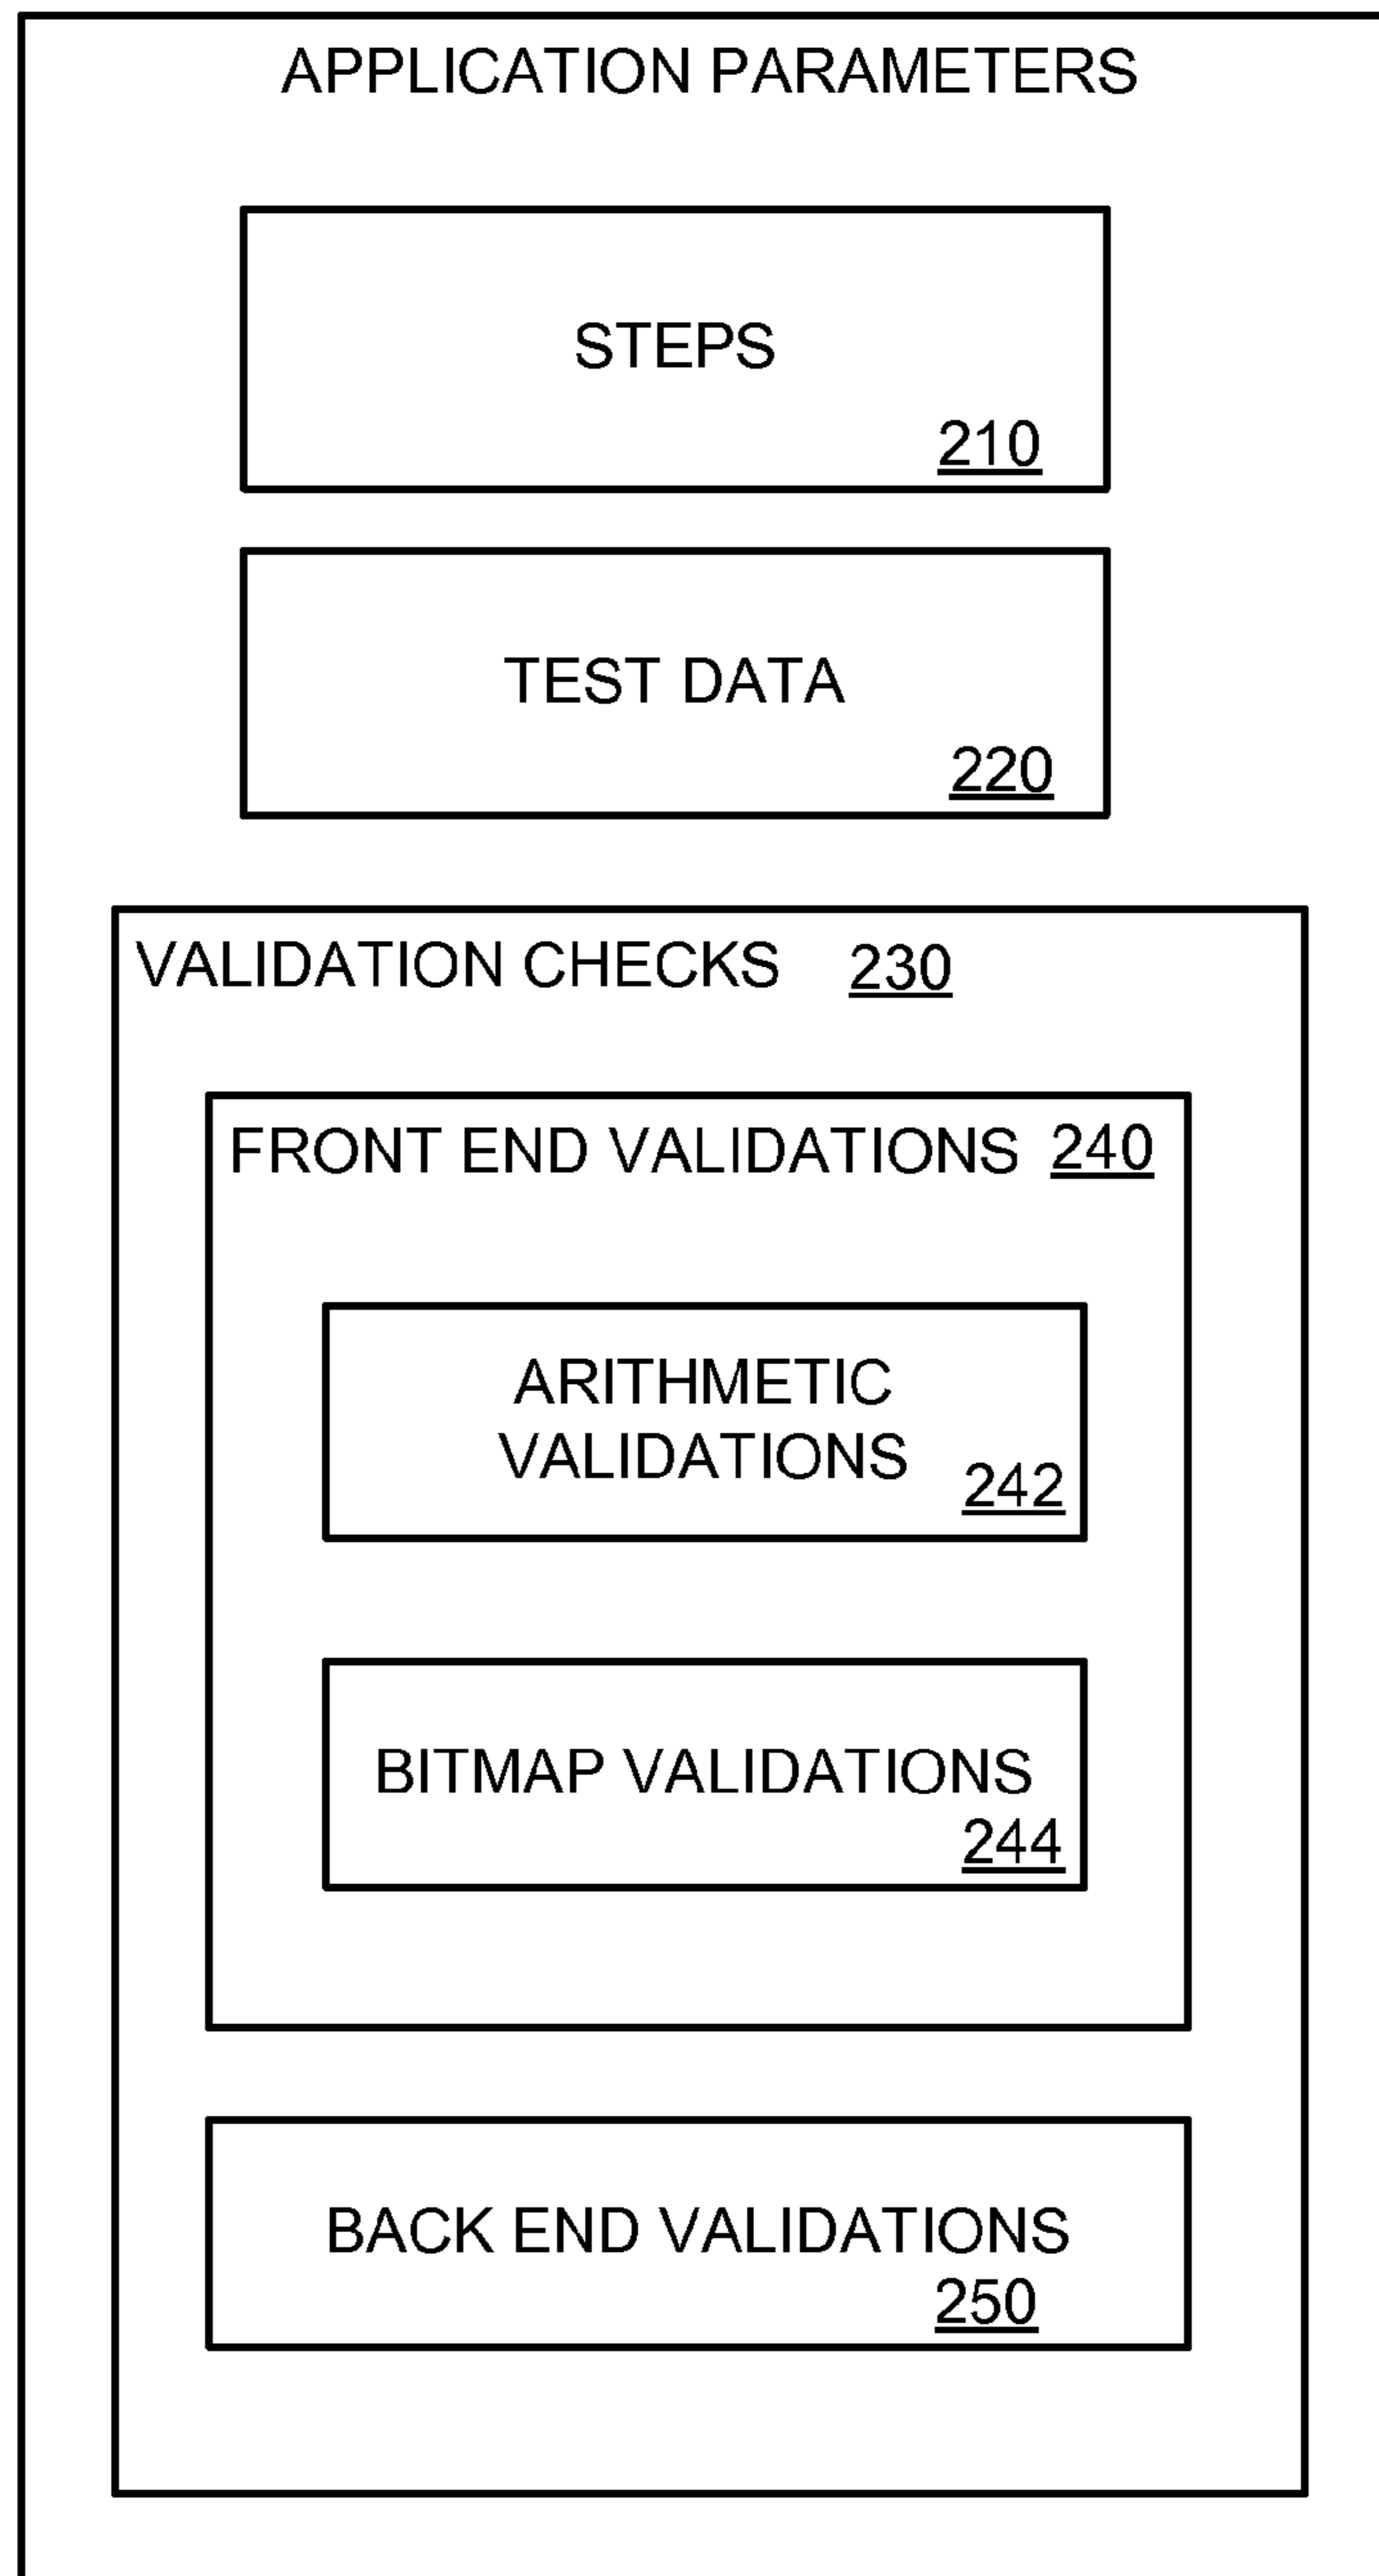 APPLICATION PARAMETERS
STEPS
210
TEST DATA
220
VALIDATION CHECKS 230
FRONT END VALIDATIONS 240
ARITHMETIC
VALIDATIONS
242
BITMAP VALIDATIONS
244
BACK END VALIDATIONS
250